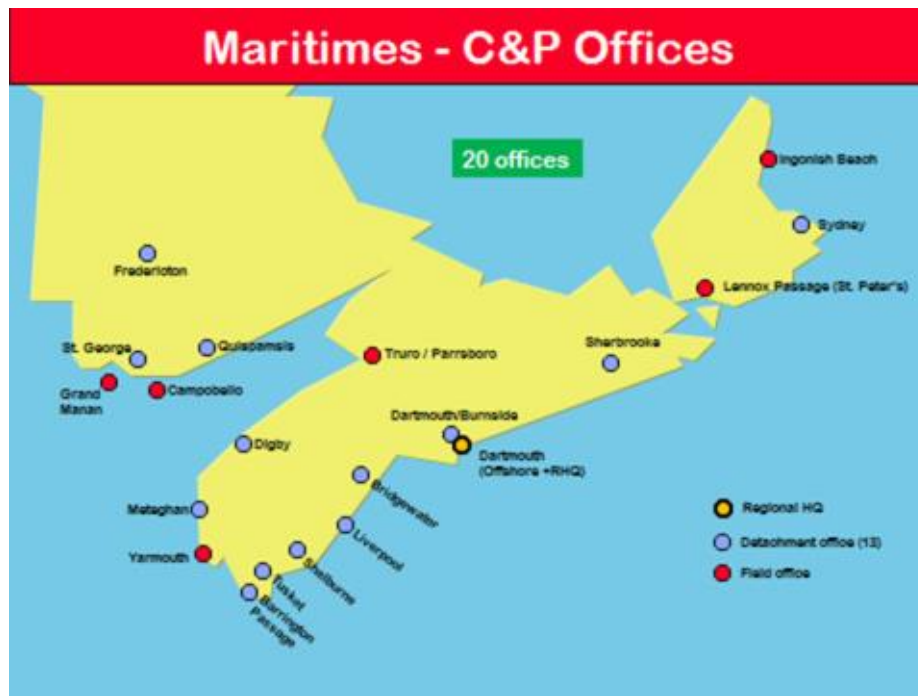 Maritimes - C&P Offices
20 offices
Ingonish Beach
Sydney
Fredericton
Lennox Passage (St. Peter's)
St. George
Quispamsis
Truro / Parrsboro
Sherbrooke
Grand
Manan
Campobello
Dartmouth/Burnside
Digby
Dartmouth
(Offshore +RHQ)
Bridgewater
Meteghan
Regional HQ
Liverpool
Detachment office (13)
Yarmouth
Shelburne
Field office
Tusket
Barrington
Passage